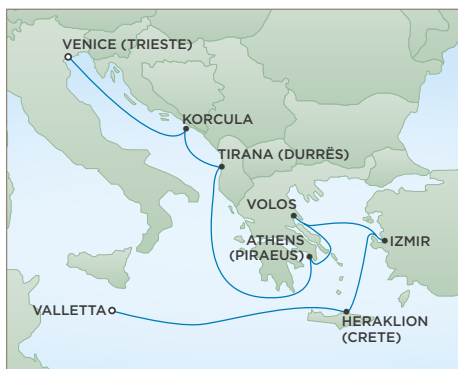 VENICE (TRIESTE)
KORCULA
TIRANA (DURRËS)
VOLOS
ATHENS
(PIRAEUS)
IZMIR
VALLETTA
HERAKLION
(CRETE)